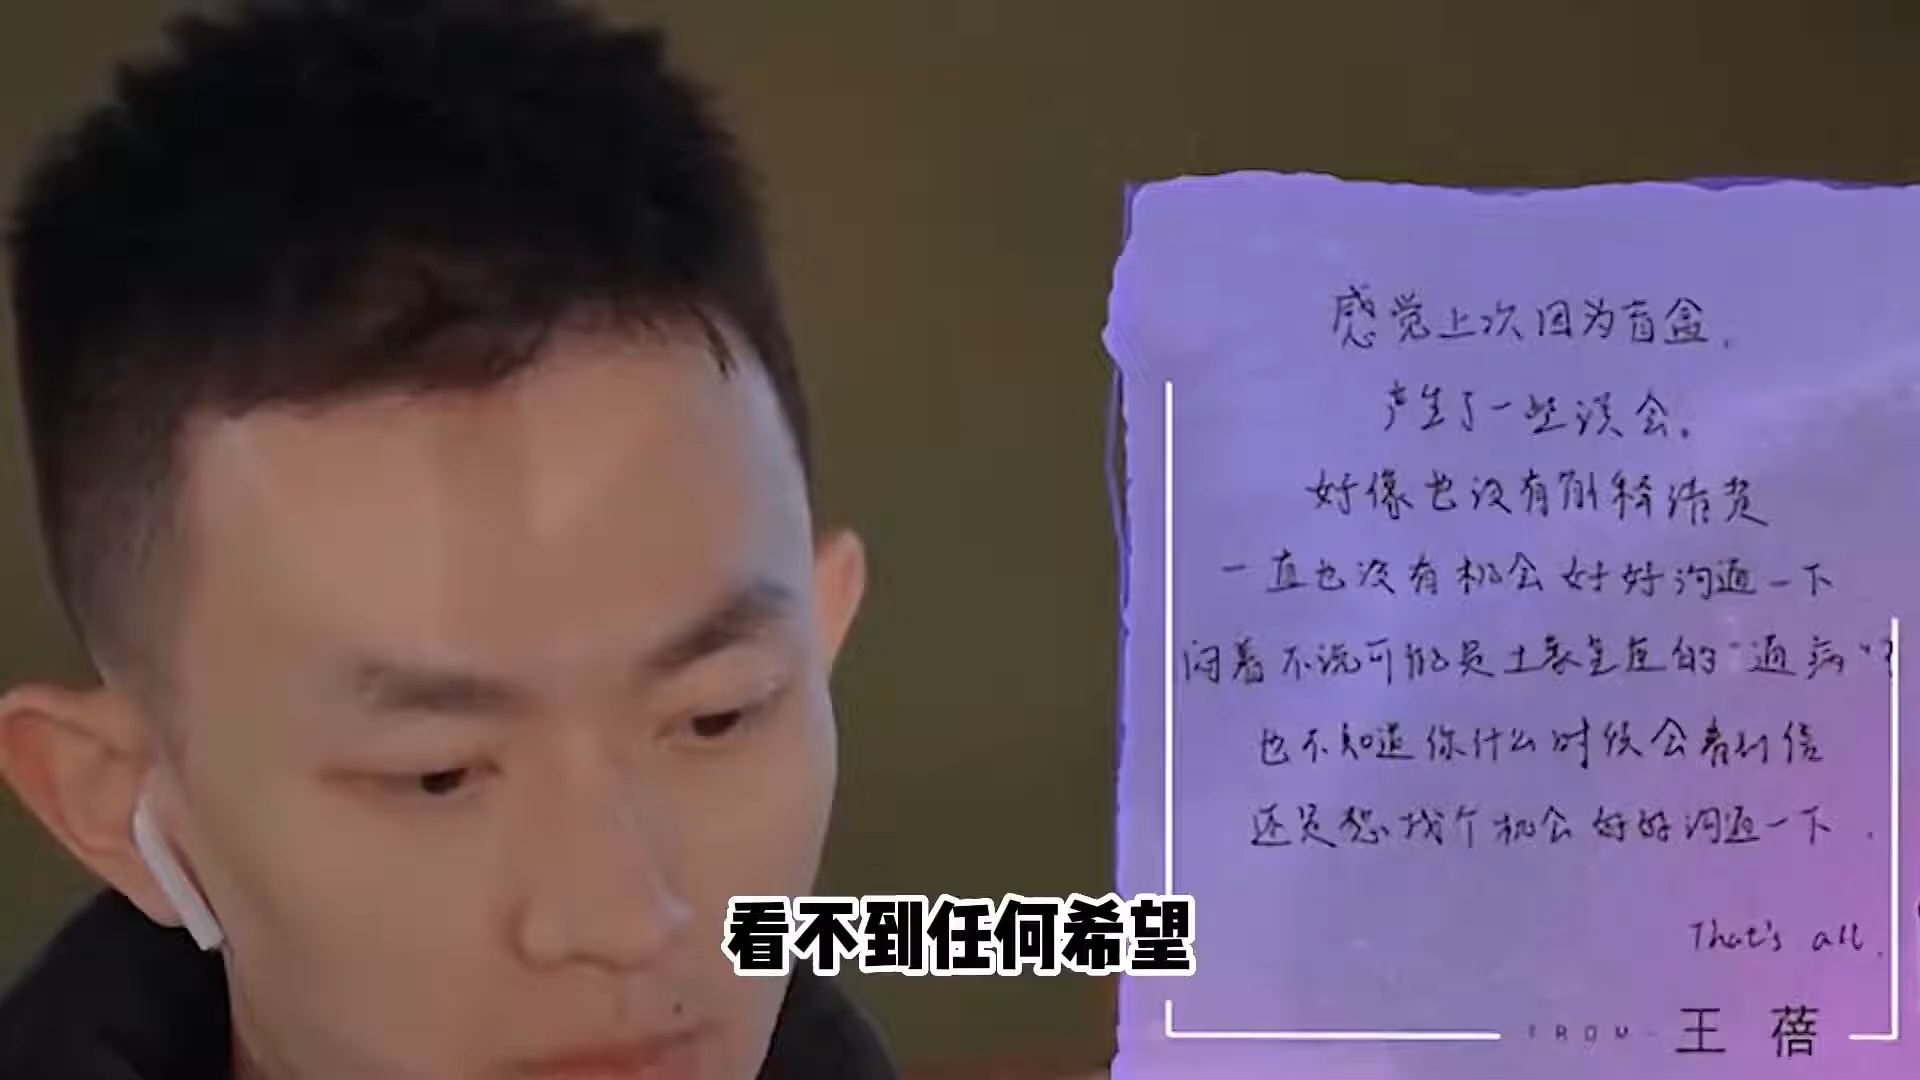 感觉上次因为盲盒.
产生了一些误会.
好像也没有解释清楚
一直也没有机会好好沟通一下
闷着不说可能是土象星座的“通病”?
也不知道你什么时候会看到信
还是想找个机会好好沟通一下.
That's all.
FROM 王蓓
看不到任何希望